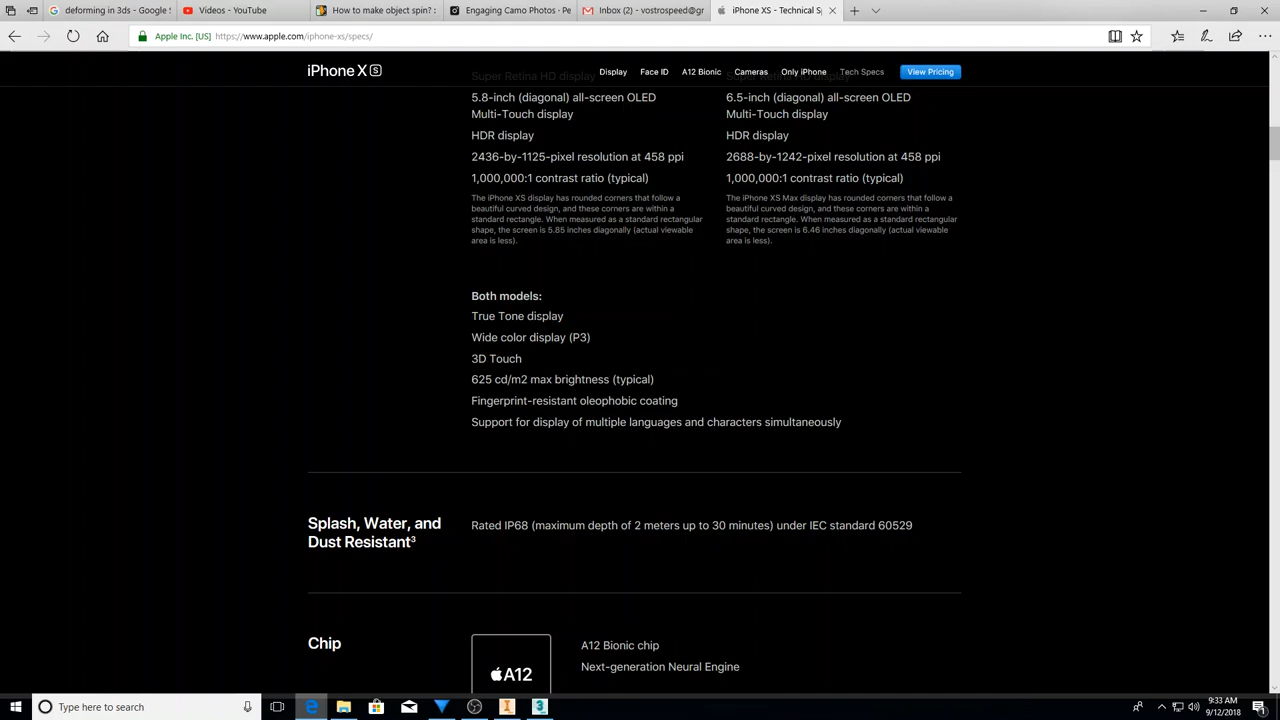 deforming in 3ds - Google S
Videos - YouTube
How to make object spin? :
Engaging Camo Photos · Pe
Inbox (2) - vostrospeed@gr
iPhone XS - Technical Sp
Apple Inc. [US]
https://www.apple.com/iphone-xs/specs/
iPhone XS
Display
Face ID
A12 Bionic
Cameras
Only iPhone
Tech Specs
View Pricing
Super Retina HD display
Super Retina HD display
5.8-inch (diagonal) all-screen OLED
Multi-Touch display
HDR display
2436-by-1125-pixel resolution at 458 ppi
1,000,000:1 contrast ratio (typical)
The iPhone XS display has rounded corners that follow a
beautiful curved design, and these corners are within a
standard rectangle. When measured as a standard rectangular
shape, the screen is 5.85 inches diagonally (actual viewable
area is less).
6.5-inch (diagonal) all-screen OLED
Multi-Touch display
HDR display
2688-by-1242-pixel resolution at 458 ppi
1,000,000:1 contrast ratio (typical)
The iPhone XS Max display has rounded corners that follow a
beautiful curved design, and these corners are within a
standard rectangle. When measured as a standard rectangular
shape, the screen is 6.46 inches diagonally (actual viewable
area is less).
Both models:
True Tone display
Wide color display (P3)
3D Touch
625 cd/m2 max brightness (typical)
Fingerprint-resistant oleophobic coating
Support for display of multiple languages and characters simultaneously
Splash, Water, and
Dust Resistant³
Rated IP68 (maximum depth of 2 meters up to 30 minutes) under IEC standard 60529
Chip
A12
A12 Bionic chip
Next-generation Neural Engine
Type here to search
9:33 AM
9/12/2018